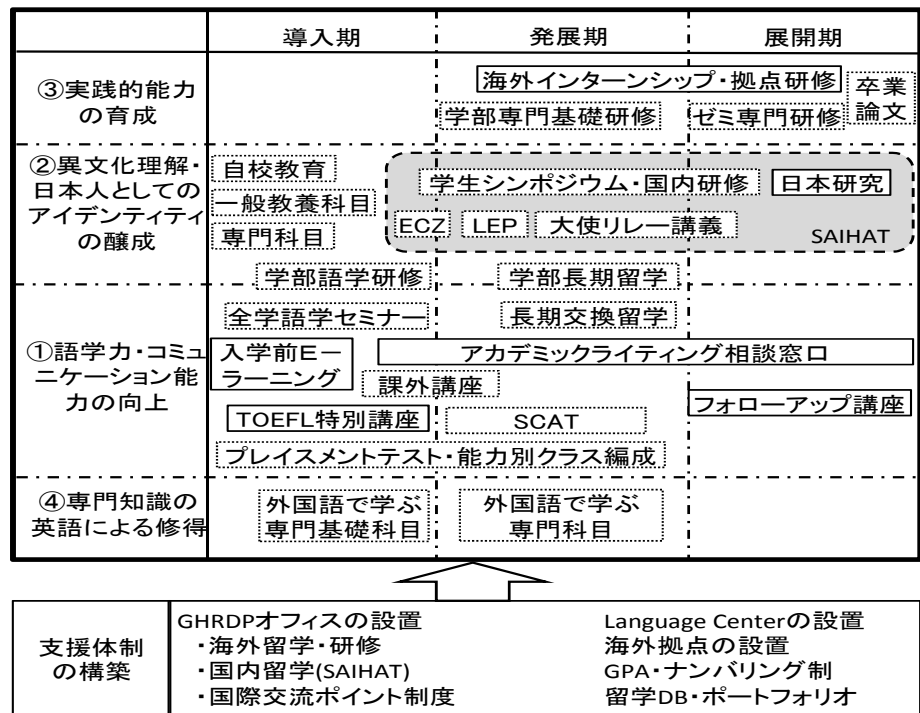 導入期 発展期 展開期
③実践的能力
の育成
海外インターンシップ・拠点研修
卒業
論文
学部専門基礎研修
ゼミ専門研修
②異文化理解・
日本人としての
アイデンティティ
の醸成
自校教育
一般教養科目
専門科目
学生シンポジウム・国内研修
日本研究
ECZ
LEP
大使リレー講義
SAIHAT
学部語学研修
学部長期留学
①語学力・コミュ
ニケーション能
力の向上
全学語学セミナー
長期交換留学
入学前E－
ラーニング
アカデミックライティング相談窓口
課外講座
フォローアップ講座
TOEFL特別講座
SCAT
プレイスメントテスト・能力別クラス編成
④専門知識の
英語による修得
外国語で学ぶ
専門基礎科目
外国語で学ぶ
専門科目
支援体制
の構築
GHRDPオフィスの設置
・海外留学・研修
・国内留学(SAIHAT)
・国際交流ポイント制度
Language Centerの設置
海外拠点の設置
GPA・ナンバリング制
留学DB・ポートフォリオ